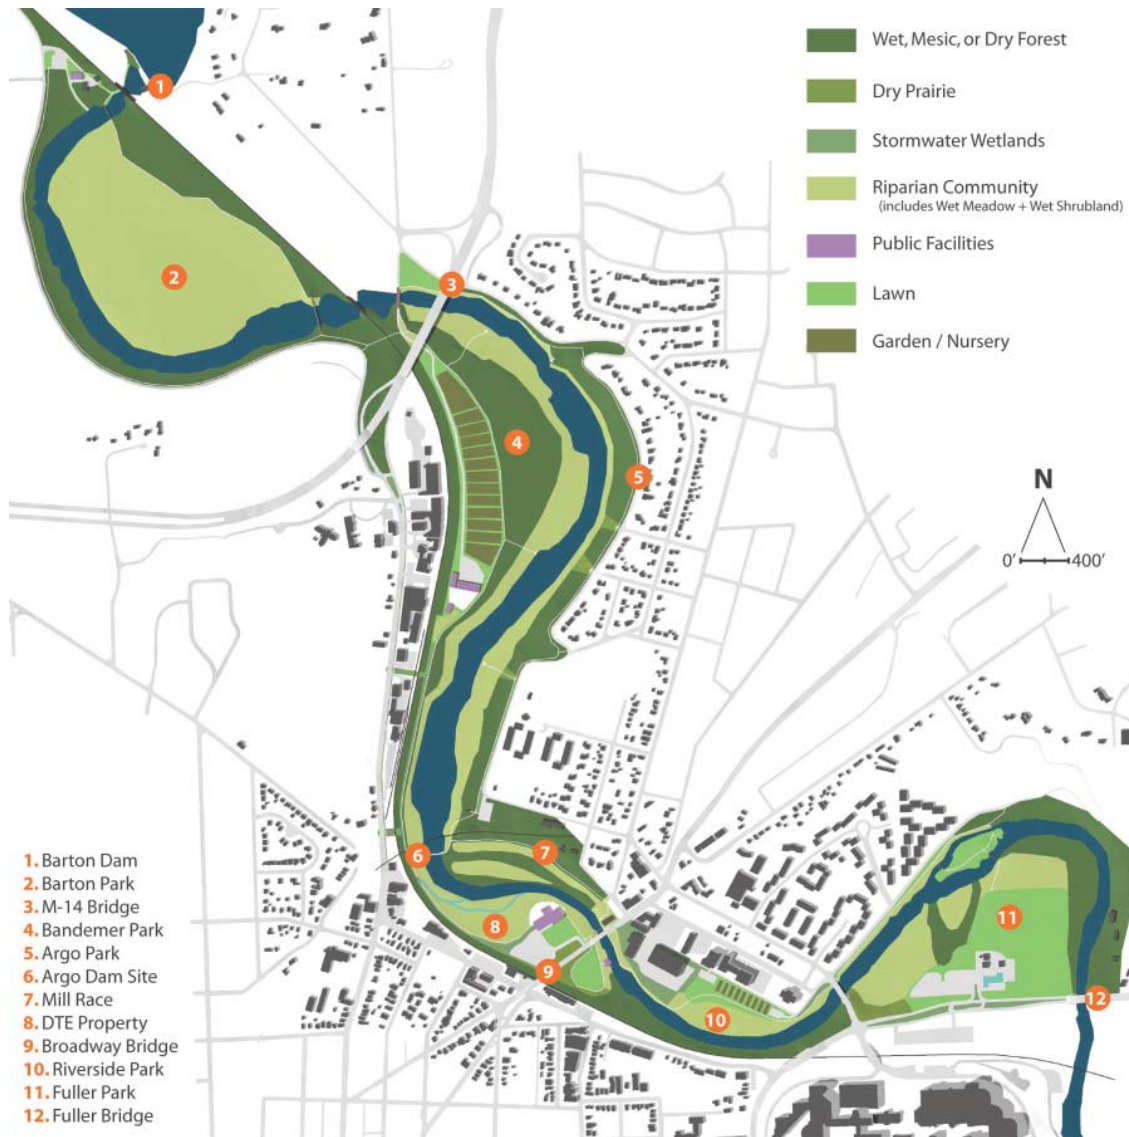 Wet, Mesic, or Dry Forest
Dry Prairie
Stormwater Wetlands
Riparian Community
(includes Wet Meadow + Wet Shrubland)
Public Facilities
Lawn
Garden / Nursery
1
2
3
4
5
N
0' 400'
6
7
8
9
10
11
12
1. Barton Dam
2. Barton Park
3. M-14 Bridge
4. Bandemer Park
5. Argo Park
6. Argo Dam Site
7. Mill Race
8. DTE Property
9. Broadway Bridge
10. Riverside Park
11. Fuller Park
12. Fuller Bridge